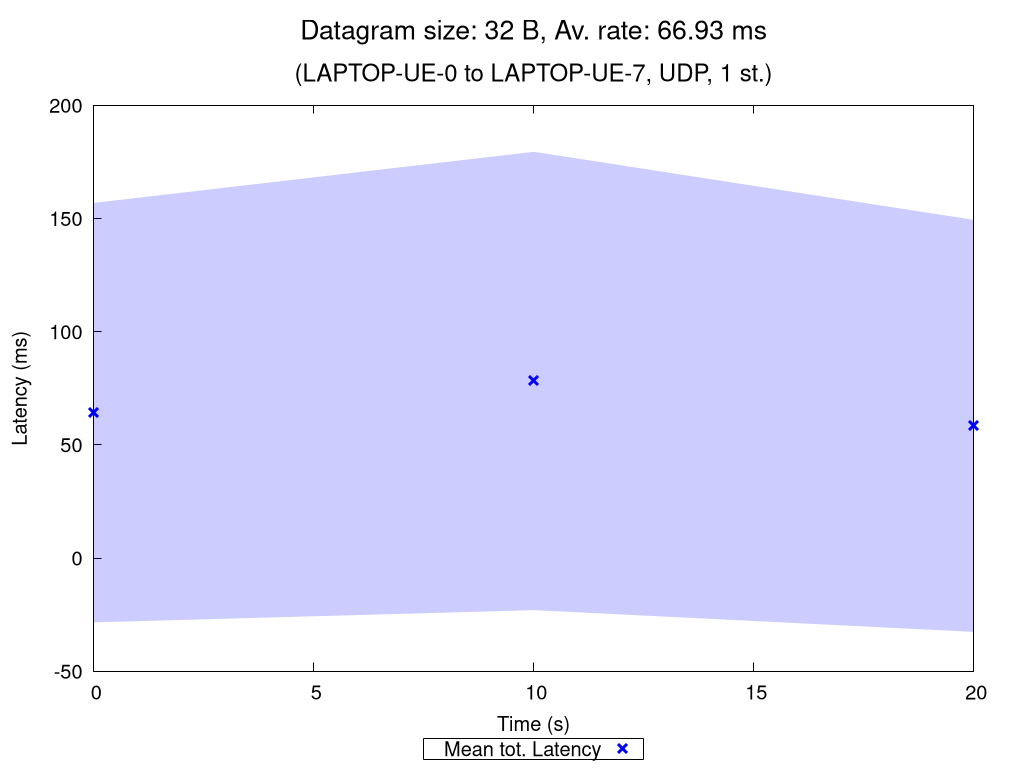 Datagram size: 32 B, Av. rate: 66.93 ms
(LAPTOP-UE-0 to LAPTOP-UE-7, UDP, 1 st.)
200
150
100
50
0
-50
Latency (ms)
0 5 10 15 20
Time (s)
Mean tot. Latency